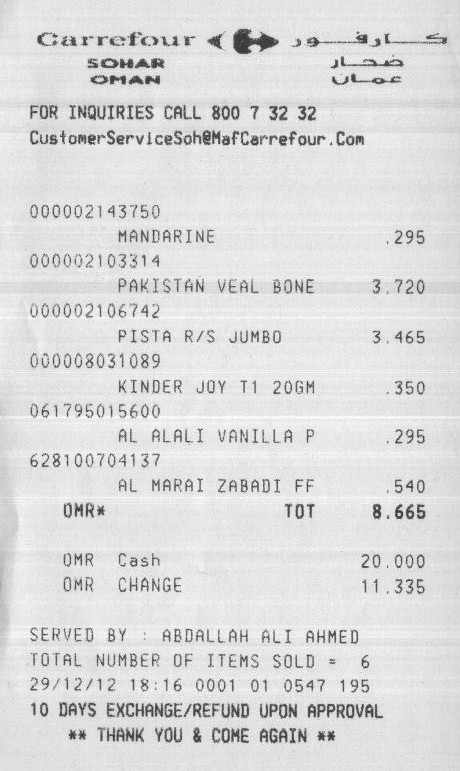 Carrefour كارفور
SOHAR صحار
OMAN عمان
FOR INQUIRIES CALL 800 7 32 32
CustomerServiceSoh@MafCarrefour.Com
000002143750
MANDARINE .295
000002103314
PAKISTAN VEAL BONE 3.720
000002106742
PISTA R/S JUMBO 3.465
000008031089
KINDER JOY T1 20GM .350
061795015600
AL ALALI VANILLA P .295
628100704137
AL MARAI ZABADI FF .540
OMR* TOT 8.665
OMR Cash 20.000
OMR CHANGE 11.335
SERVED BY : ABDALLAH ALI AHMED
TOTAL NUMBER OF ITEMS SOLD = 6
29/12/12 18:16 0001 01 0547 195
10 DAYS EXCHANGE/REFUND UPON APPROVAL
** THANK YOU & COME AGAIN **